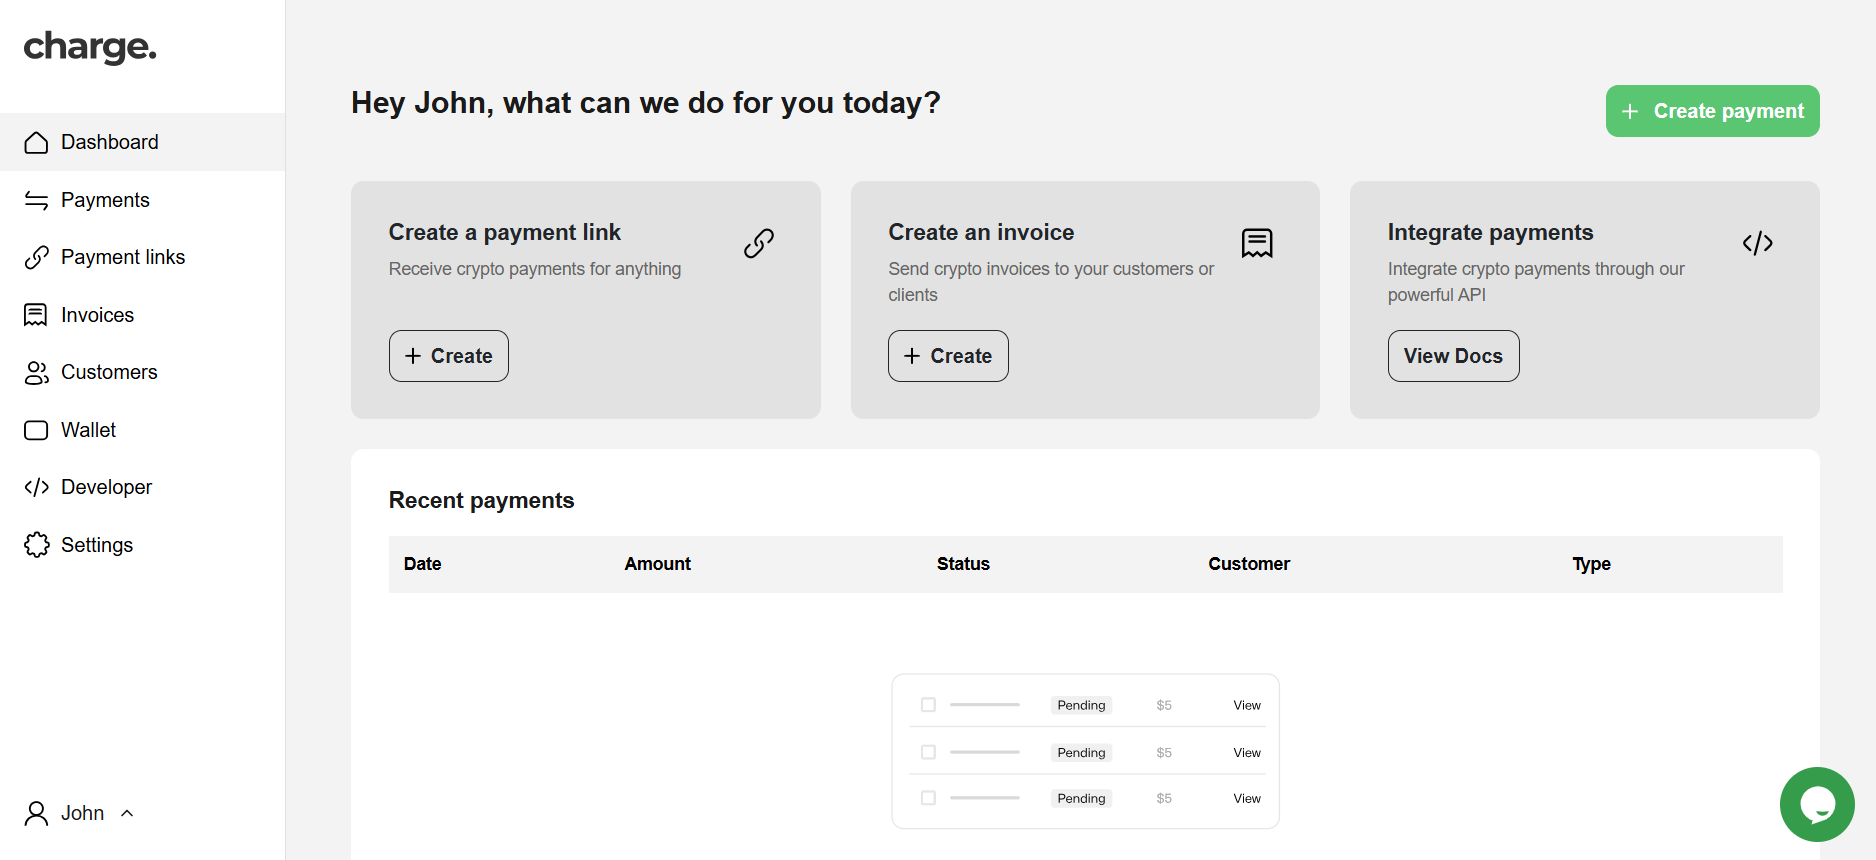 charge.
Dashboard
Payments
Payment links
Invoices
Customers
Wallet
Developer
Settings
John
Hey John, what can we do for you today?
+ Create payment
Create a payment link
Receive crypto payments for anything
+ Create
Create an invoice
Send crypto invoices to your customers or
clients
+ Create
Integrate payments
Integrate crypto payments through our
powerful API
View Docs
Recent payments
Date Amount Status Customer Type
Pending $5 View
Pending $5 View
Pending $5 View